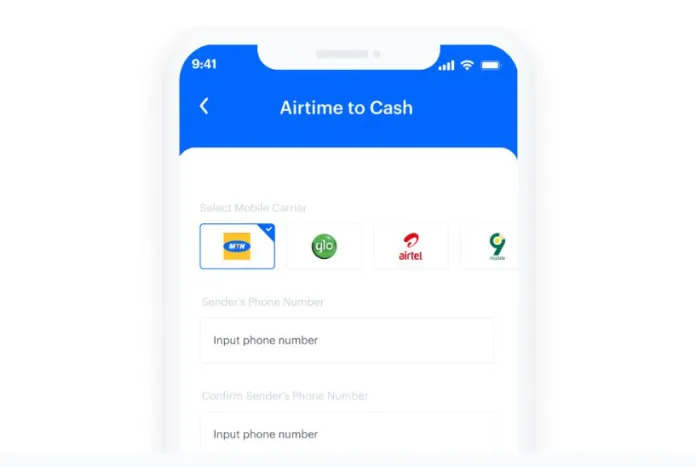 9:41
Airtime to Cash
Select Mobile Carrier
MTN
glo
airtel
9
mobile
Sender's Phone Number
Input phone number
Confirm Sender's Phone Number
Input phone number